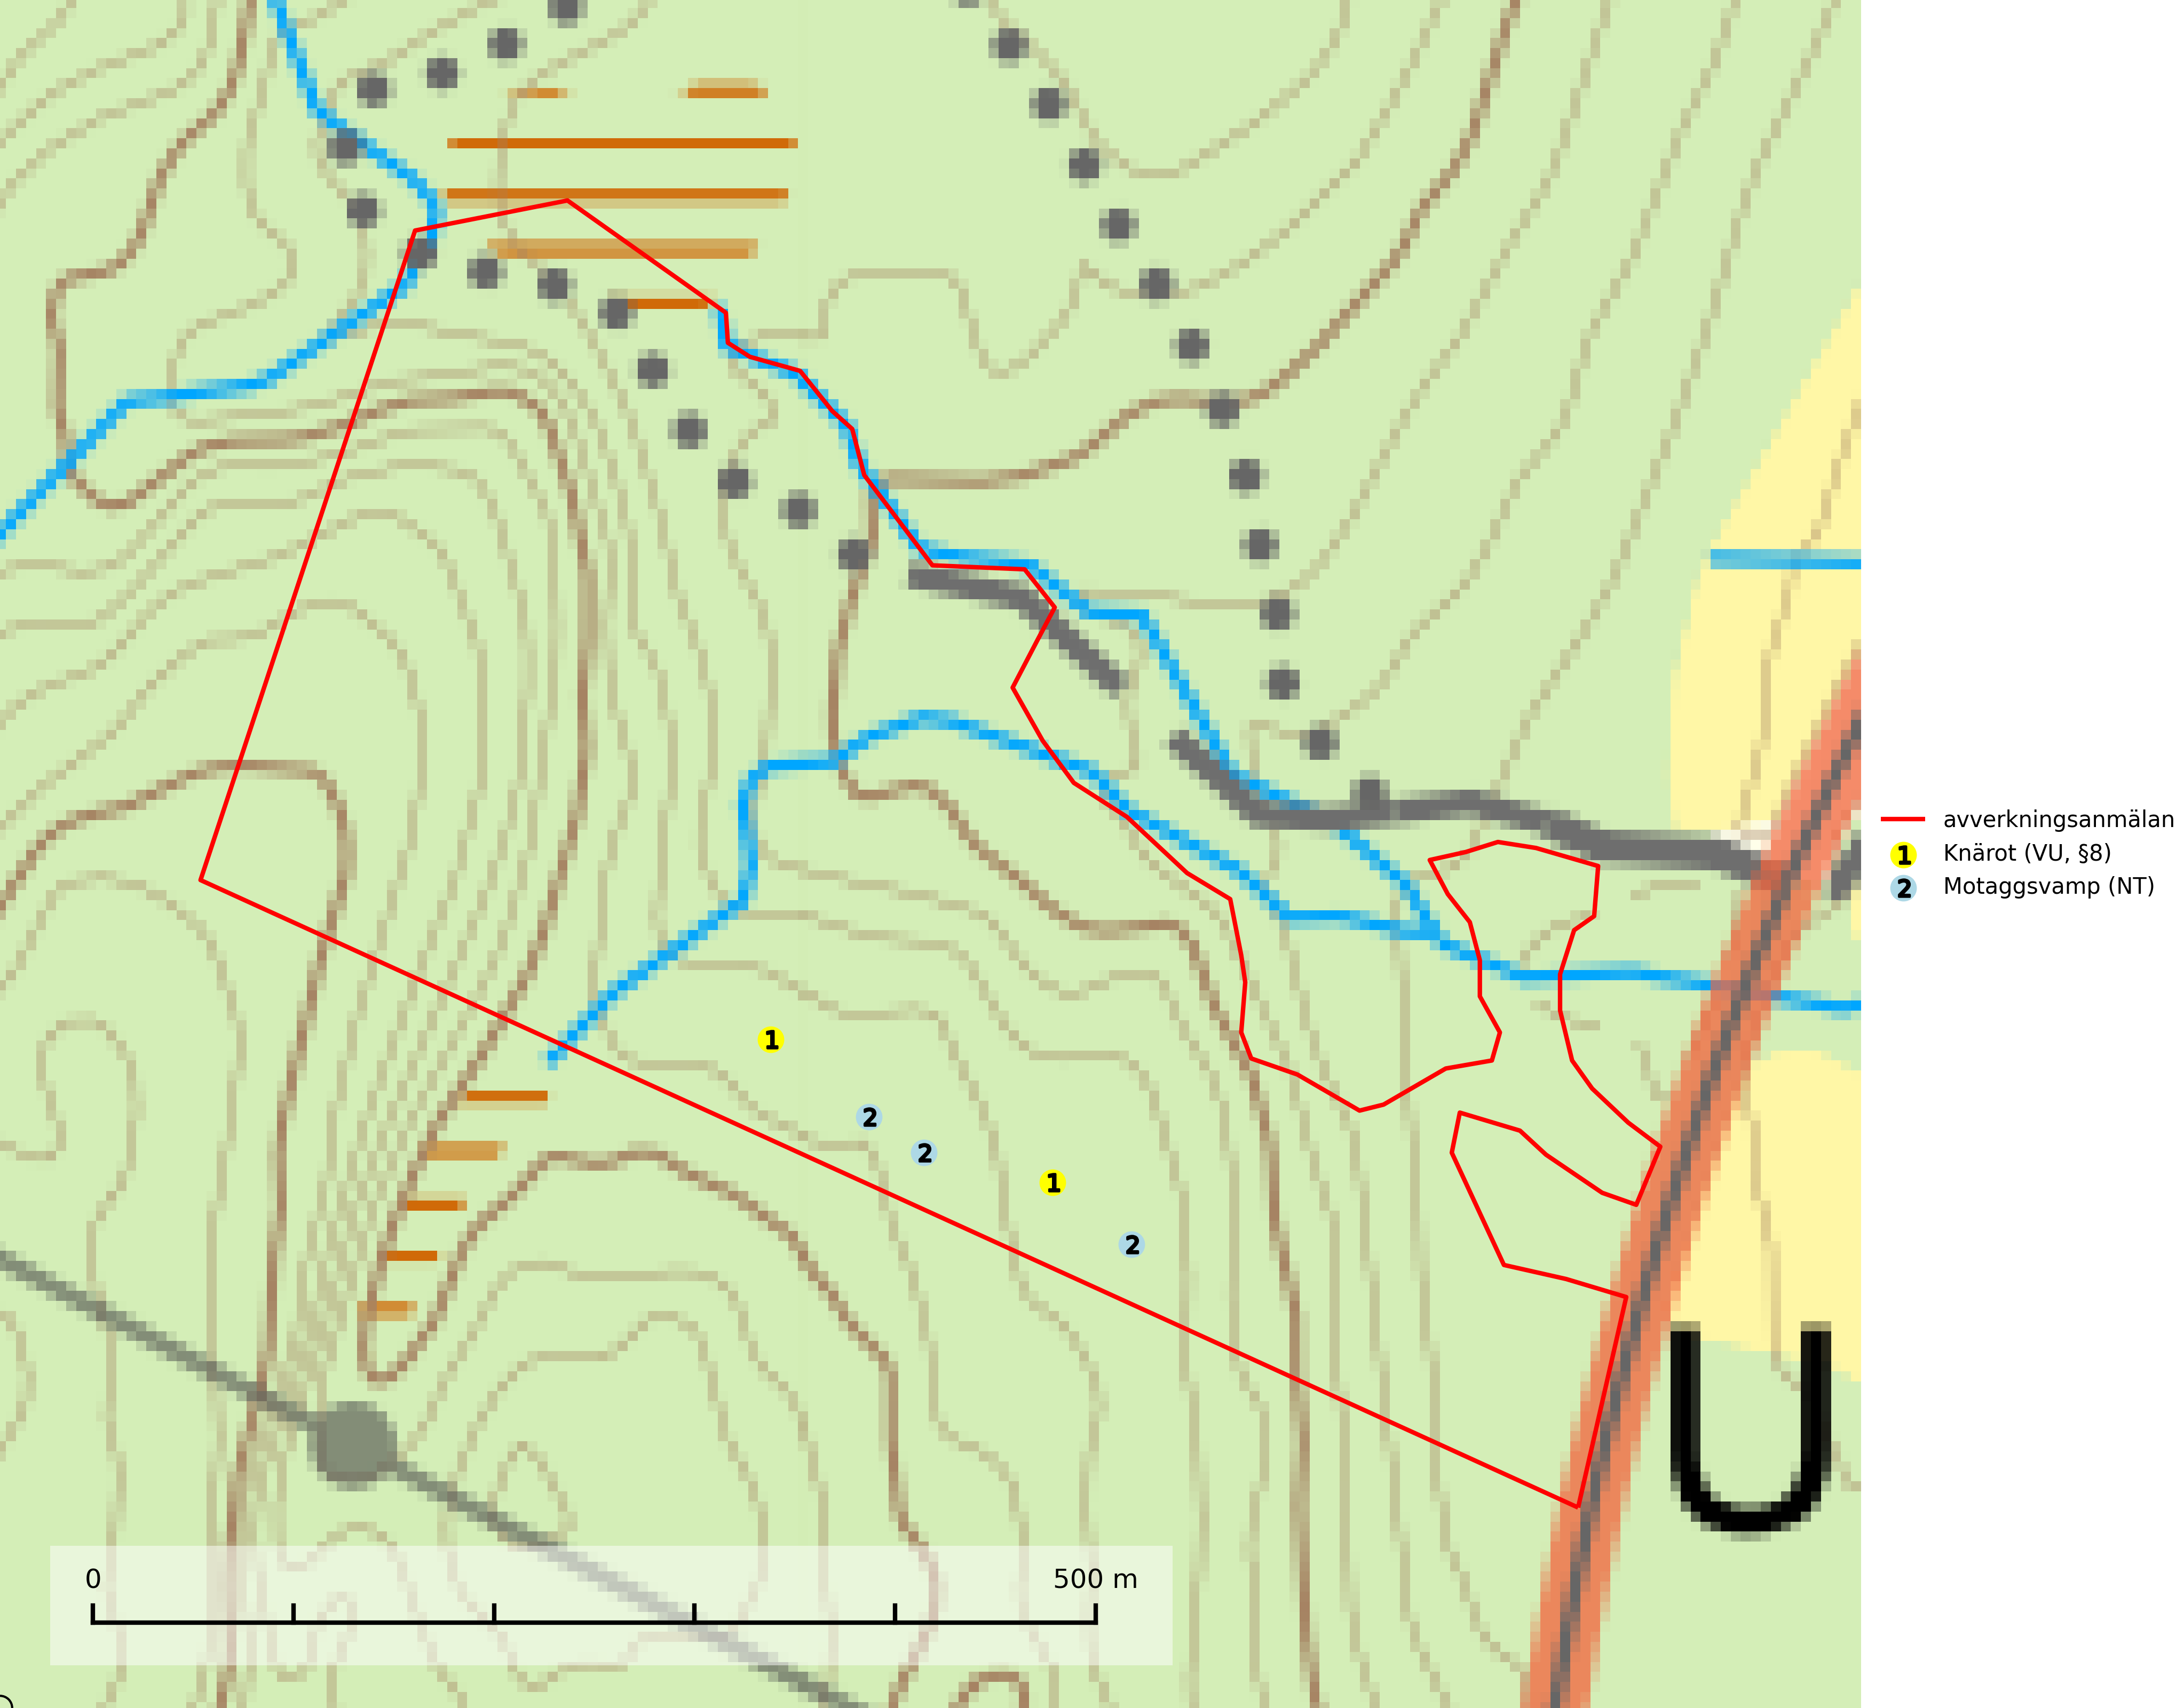 avverkningsanmälan
1 Knärot (VU, §8)
2 Motaggsvamp (NT)
1
2
2
1
2
0 500 m